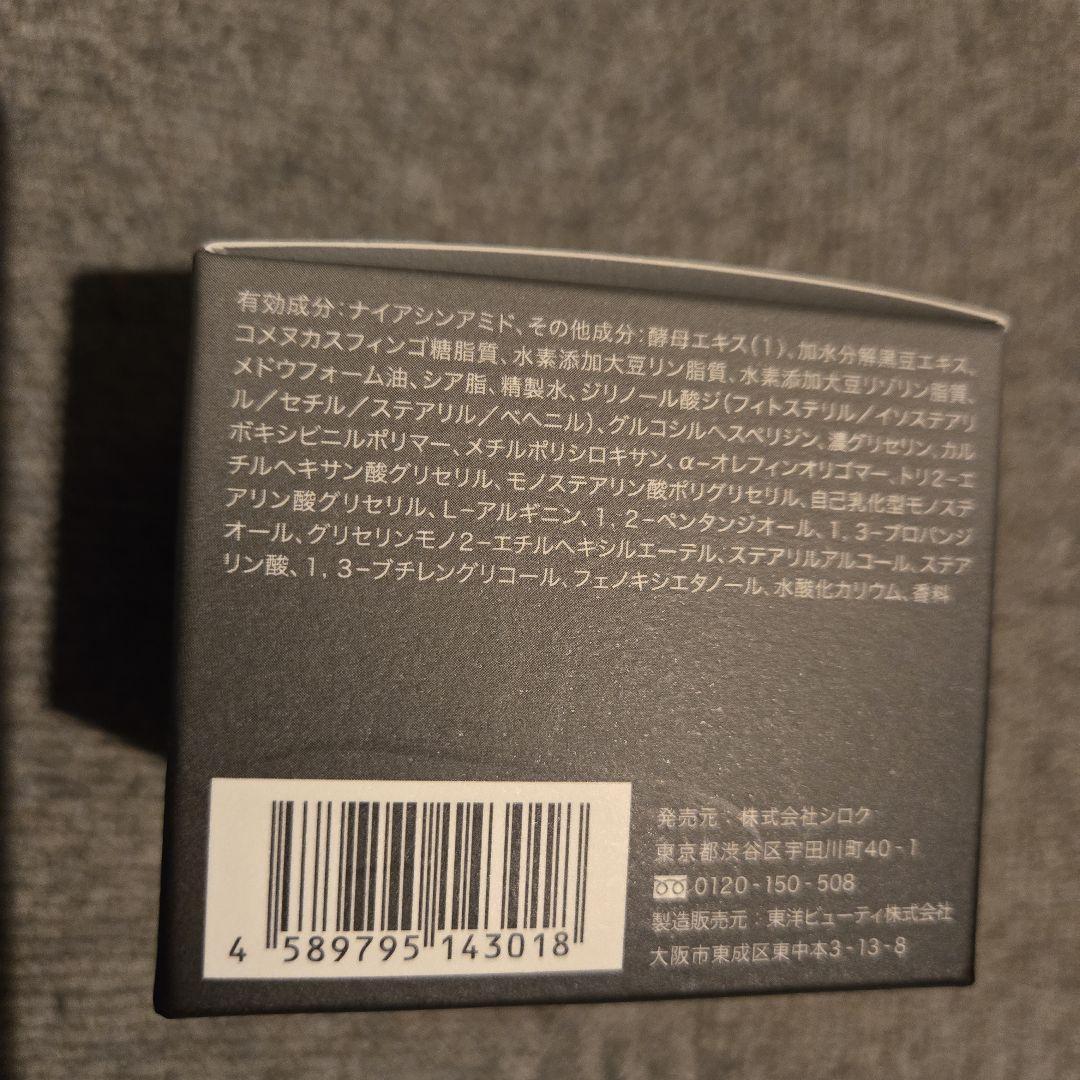 有効成分：ナイアシンアミド、その他成分：酵母エキス（1）、加水分解黒豆エキス、
コメヌカスフィンゴ糖脂質、水素添加大豆リン脂質、水素添加大豆リゾリン脂質、
メドウフォーム油、シア脂、精製水、ジリノール酸ジ（フィトステリル／イソステアリ
ル／セチル／ステアリル／ベヘニル）、グルコシルヘスペリジン、濃グリセリン、カル
ボキシビニルポリマー、メチルポリシロキサン、α−オレフィンオリゴマー、トリ2−エ
チルヘキサン酸グリセリル、モノステアリン酸ポリグリセリル、自己乳化型モノステ
アリン酸グリセリル、L−アルギニン、1，2−ペンタンジオール、1，3−プロパンジ
オール、グリセリンモノ2−エチルヘキシルエーテル、ステアリルアルコール、ステア
リン酸、1，3−ブチレングリコール、フェノキシエタノール、水酸化カリウム、香料
4 589795 143018
発売元：株式会社シロク
東京都渋谷区宇田川町40-1
0120-150-508
製造販売元：東洋ビューティ株式会社
大阪市東成区東中本3-13-8